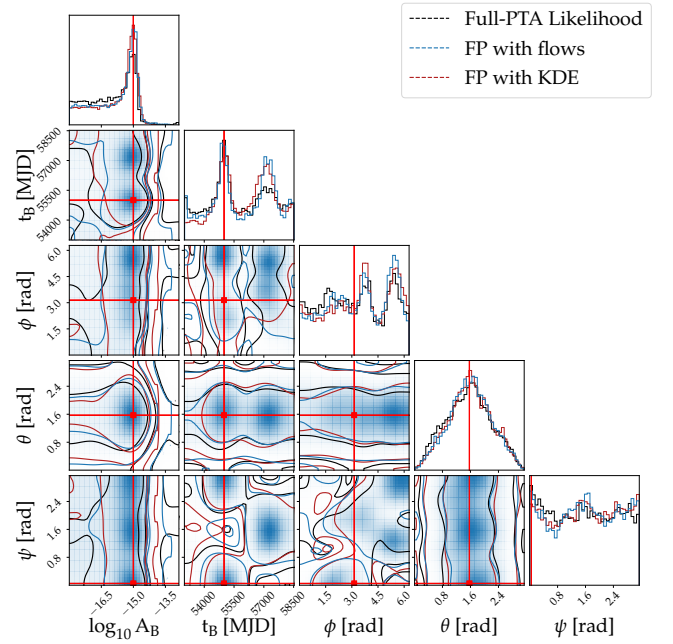 Full-PTA Likelihood
FP with flows
FP with KDE
58500
57000
55500
54000
t_B [MJD]
6.0
4.5
3.0
1.5
ϕ [rad]
2.4
1.6
0.8
θ [rad]
2.4
1.6
0.8
ψ [rad]
−16.5 −15.0 −13.5 54000 55500 57000 58500 1.5 3.0 4.5 6.0 0.8 1.6 2.4 0.8 1.6 2.4
log₁₀ A_B t_B [MJD] ϕ [rad] θ [rad] ψ [rad]